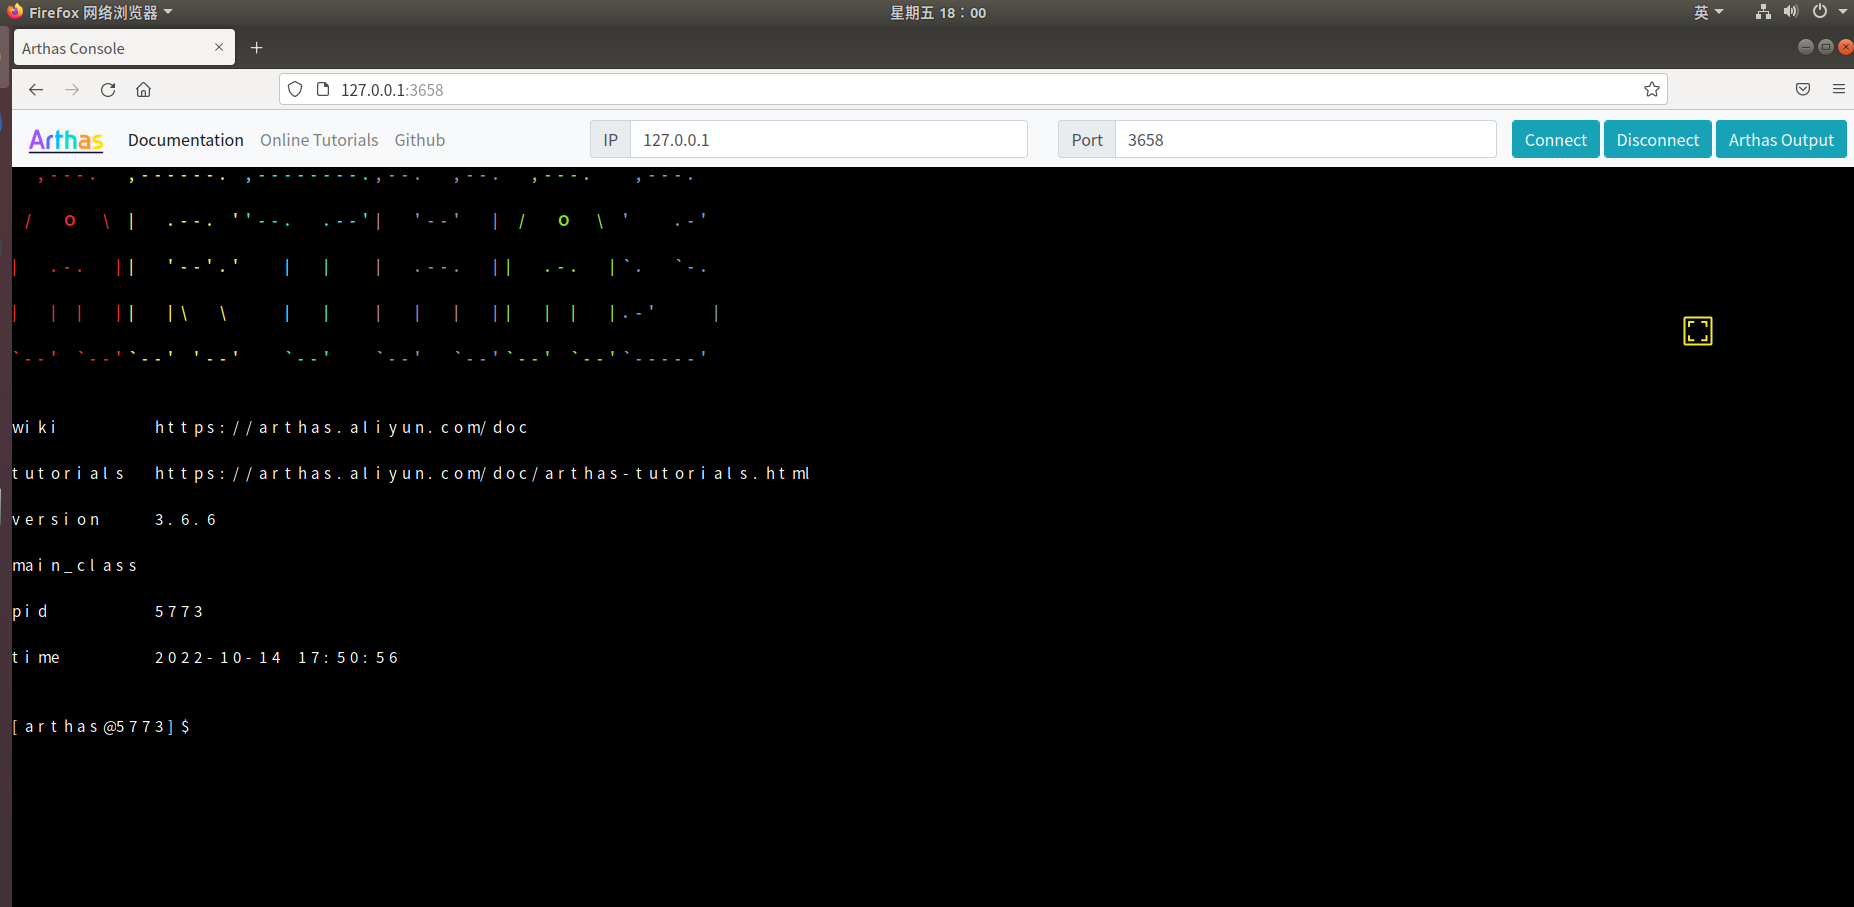 Firefox 网络浏览器
星期五 18：00
英
Arthas Console
127.0.0.1:3658
Arthas
Documentation
Online Tutorials
Github
IP
127.0.0.1
Port
3658
Connect
Disconnect
Arthas Output
wiki https://arthas.aliyun.com/doc
tutorials https://arthas.aliyun.com/doc/arthas-tutorials.html
version 3.6.6
main_class
pid 5773
time 2022-10-14 17:50:56
[arthas@5773]$